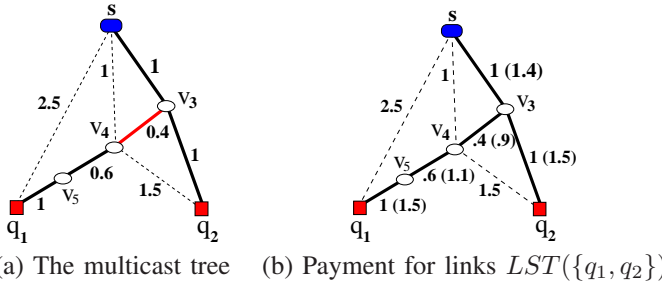 s
1
1
2.5
v3
v4
0.4
0.6
1
v5
1.5
1
q1
q2
(a) The multicast tree
s
1 (1.4)
1
2.5
v3
v4
.4 (.9)
1 (1.5)
v5
.6 (1.1)
1.5
1 (1.5)
q1
q2
(b) Payment for links LST({q1, q2})